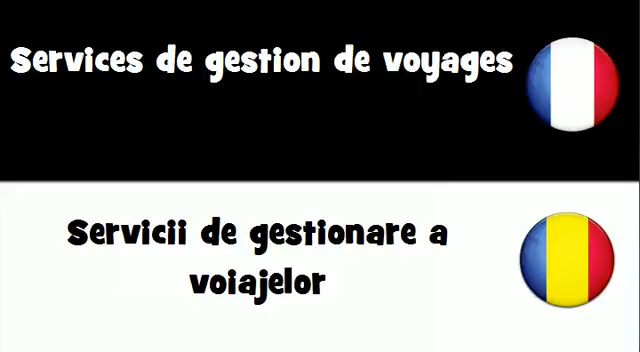 Services de gestion de voyages
Servicii de gestionare a
voiajelor